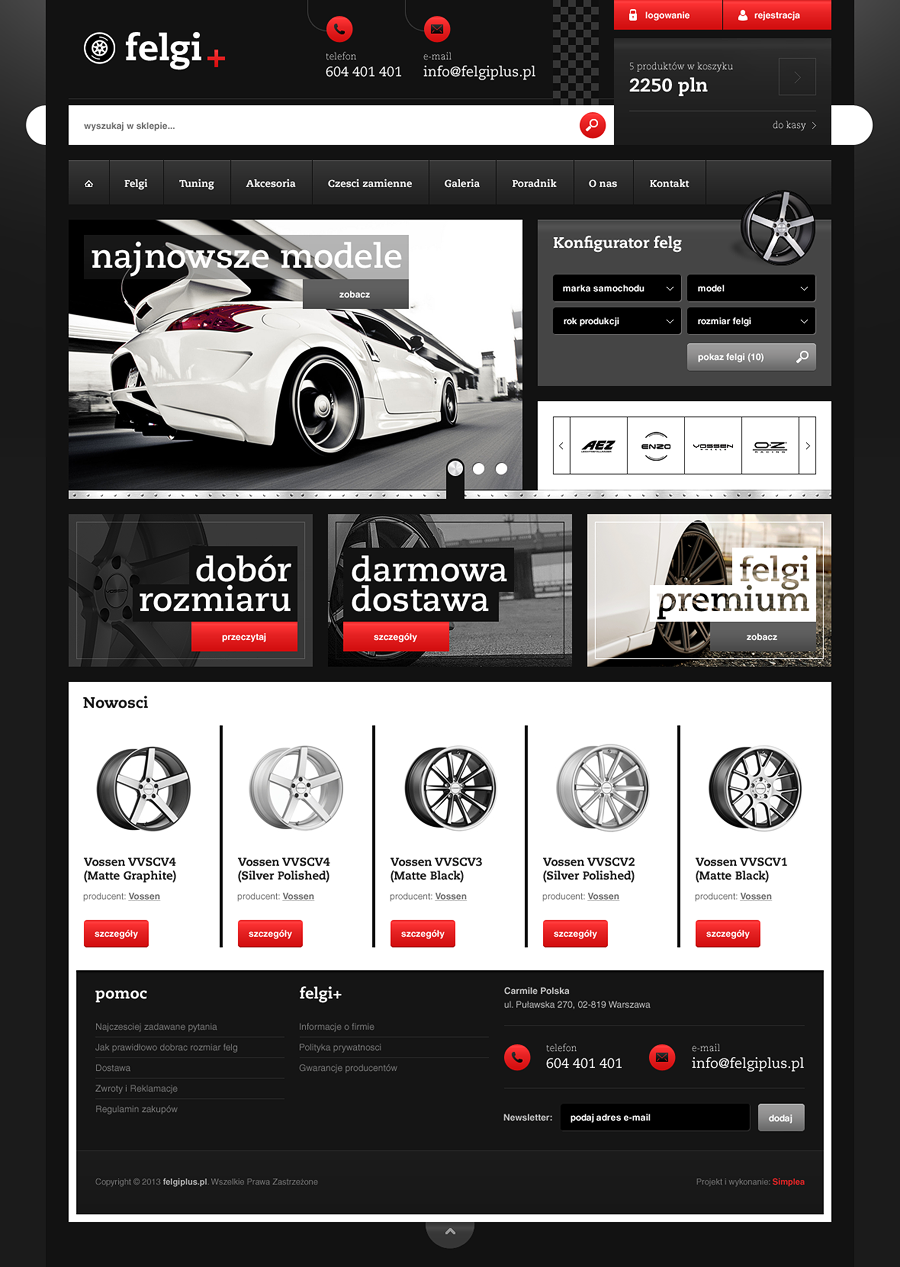 felgi+
telefon
604 401 401
e-mail
info@felgiplus.pl
logowanie
rejestracja
5 produktów w koszyku
2250 pln
do kasy
wyszukaj w sklepie...
Felgi
Tuning
Akcesoria
Czesci zamienne
Galeria
Poradnik
O nas
Kontakt
najnowsze modele
zobacz
Konfigurator felg
marka samochodu
model
rok produkcji
rozmiar felgi
pokaz felgi (10)
AEZ
ENZO
VOSSEN
WHEELS
OZ
RACING
dobór
rozmiaru
przeczytaj
darmowa
dostawa
szczegóły
felgi
premium
zobacz
Nowosci
Vossen VVSCV4
(Matte Graphite)
producent: Vossen
szczegóły
Vossen VVSCV4
(Silver Polished)
producent: Vossen
szczegóły
Vossen VVSCV3
(Matte Black)
producent: Vossen
szczegóły
Vossen VVSCV2
(Silver Polished)
producent: Vossen
szczegóły
Vossen VVSCV1
(Matte Black)
producent: Vossen
szczegóły
pomoc
Najczesciej zadawane pytania
Jak prawidłowo dobrac rozmiar felg
Dostawa
Zwroty i Reklamacje
Regulamin zakupów
felgi+
Informacje o firmie
Polityka prywatnosci
Gwarancje producentów
Carmile Polska
ul. Puławska 270, 02-819 Warszawa
telefon
604 401 401
e-mail
info@felgiplus.pl
Newsletter:
podaj adres e-mail
dodaj
Copyright © 2013 felgiplus.pl. Wszelkie Prawa Zastrzeżone
Projekt i wykonanie: Simplea